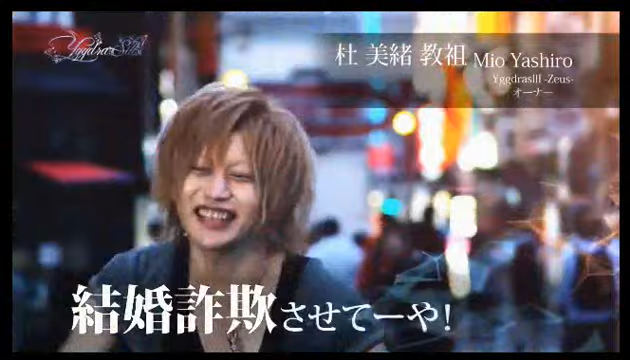 YggdrasIll
杜 美緒 教祖 Mio Yashiro
YggdrasIll -Zeus-
オーナー
結婚詐欺させてーや!